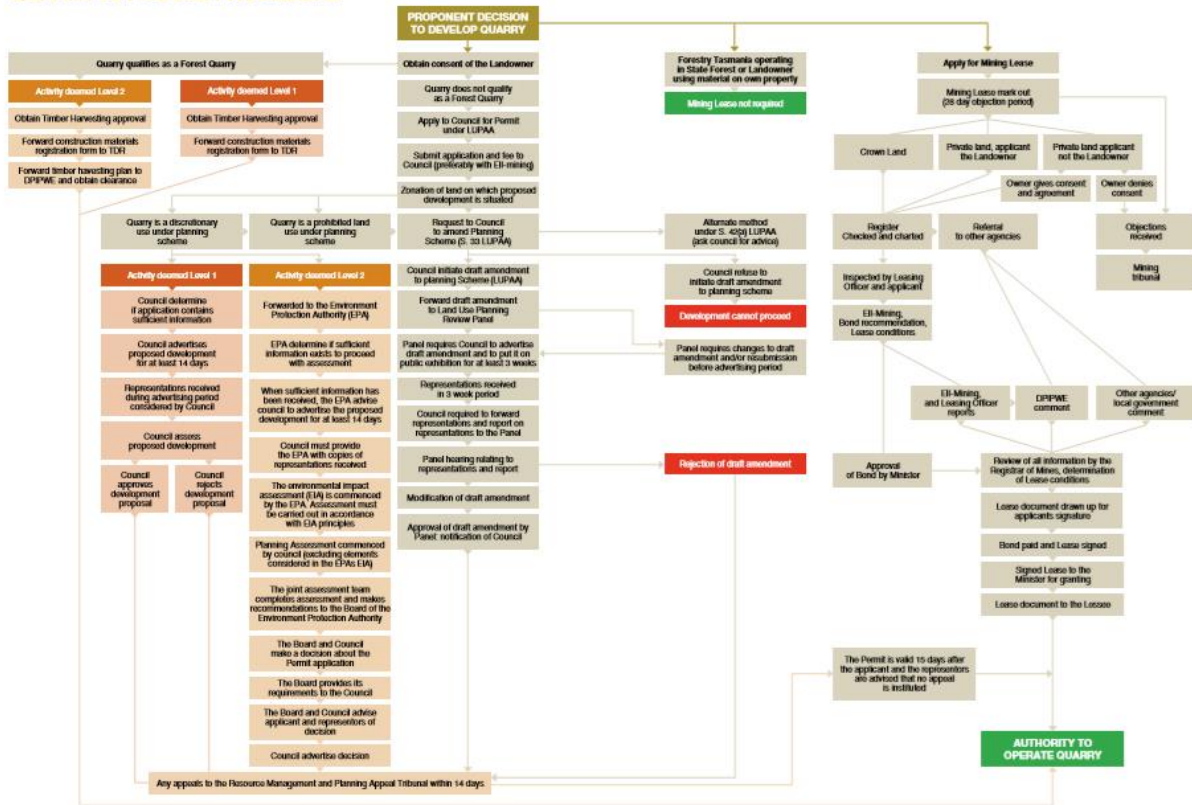 PROPONENT DECISION
TO DEVELOP QUARRY
Quarry qualifies as a Forest Quarry
Activity deemed Level 2
Obtain Timber Harvesting approval
Forward construction materials
registration form to TDR
Forward timber havesting plan to
DPIPWE and obtain clearance
Activity deemed Level 1
Obtain Timber Harvesting approval
Forward construction materials
registration form to TDR
Obtain consent of the Landowner
Quarry does not qualify
as a Forest Quarry
Apply to Council for Permit
under LUPAA
Submit application and fee to
Council (preferably with EII-mining)
Zonation of land on which proposed
development is situated
Forestry Tasmania operating
in State Forest or Landowner
using material on own property
Mining Lease not required
Apply for Mining Lease
Mining Lease mark out
(28 day objection period)
Crown Land
Private land, applicant
the Landowner
Private land applicant
not the Landowner
Owner gives consent
and agreement
Owner denies
consent
Quarry is a discretionary
use under planning
scheme
Quarry is a prohibited land
use under planning
scheme
Request to Council
to amend Planning
Scheme (S. 33 LUPAA)
Alternate method
under S. 42(a) LUPAA
(ask council for advice)
Register
Checked and charted
Referral
to other agencies
Objections
received
Mining
tribunal
Activity deemed Level 1
Council determine
if application contains
sufficient information
Council advertises
proposed development
for at least 14 days
Representations received
during advertising period
considered by Council
Council assess
proposed development
Council
approves
development
proposal
Council
rejects
development
proposal
Activity deemed Level 2
Forwarded to the Environment
Protection Authority (EPA)
EPA determine if sufficient
information exists to proceed
with assessment
When sufficient information has
been received, the EPA advise
council to advertise the proposed
development for at least 14 days
Council must provide
the EPA with copies of
representations received
The environmental impact
assessment (EIA) is commenced
by the EPA. Assessment must
be carried out in accordance
with EIA principles
Planning Assessment commenced
by council (excluding elements
considered in the EPAs EIA)
The joint assessment team
completes assessment and makes
recommendations to the Board of the
Environment Protection Authority
The Board and Council
make a decision about the
Permit application
The Board provides its
requirements to the Council
The Board and Council advise
applicant and representors of
decision
Council advertise decision
Council initiate draft amendment
to planning Scheme (LUPAA)
Forward draft amendment
to Land Use Planning
Review Panel
Panel requires Council to advertise
draft amendment and to put it on
public exhibition for at least 3 weeks
Representations received
in 3 week period
Council required to forward
representations and report on
representations to the Panel
Panel hearing relating to
representations and report
Modification of draft amendment
Approval of draft amendment by
Panel: notification of Council
Council refuse to
initiate draft amendment
to planning scheme
Development cannot proceed
Panel requires changes to draft
amendment and/or resubmission
before advertising period
Rejection of draft amendment
Inspected by Leasing
Officer and applicant
EII-Mining,
Bond recommendation,
Lease conditions
EII-Mining,
and Leasing Officer
reports
DPIPWE
comment
Other agencies/
local government
comment
Approval
of Bond by Minister
Review of all information by the
Registrar of Mines, determination
of Lease conditions
Lease document drawn up for
applicants signature
Bond paid and Lease signed
Signed Lease to the
Minister for granting
Lease document to the Lessee
The Permit is valid 15 days after
the applicant and the representors
are advised that no appeal
is instituted
AUTHORITY TO
OPERATE QUARRY
Any appeals to the Resource Management and Planning Appeal Tribunal within 14 days